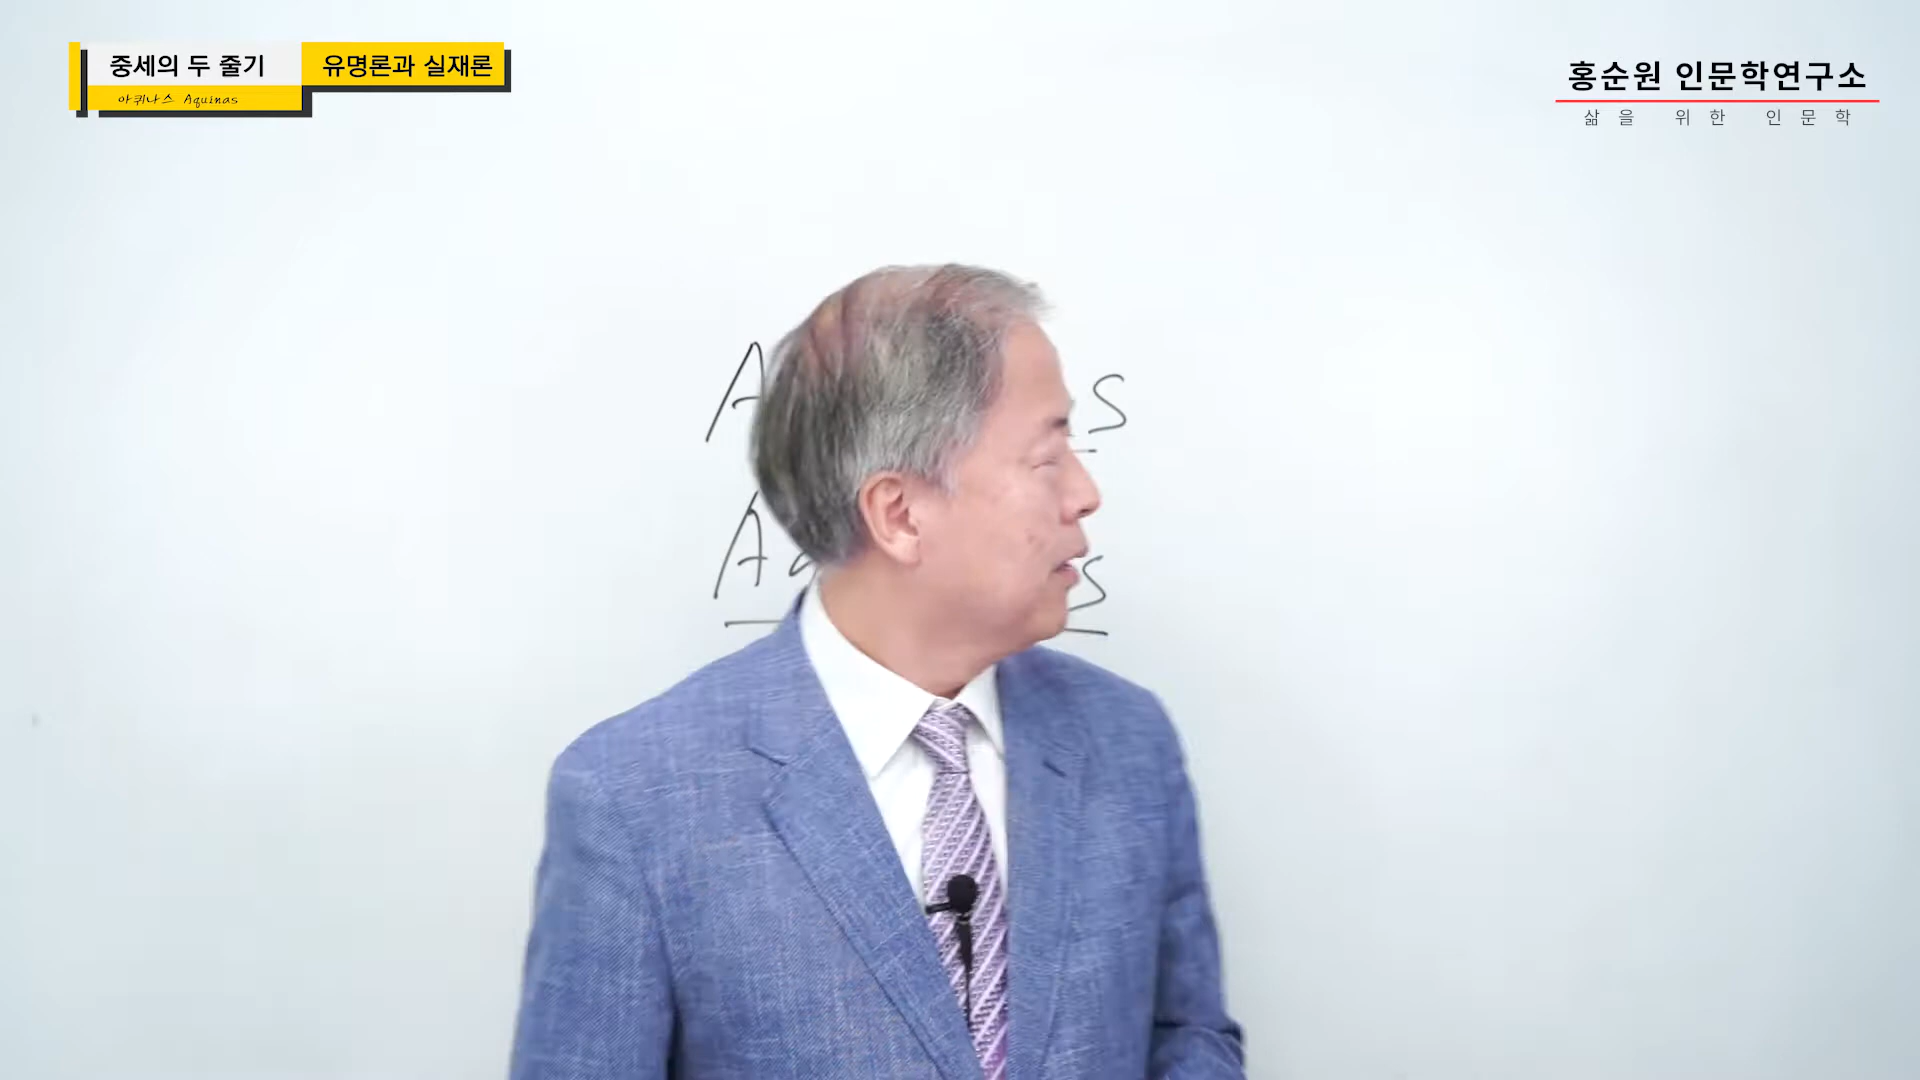 중세의 두 줄기 유명론과 실재론
아퀴나스 Aquinas
홍순원 인문학연구소
삶을 위한 인문학